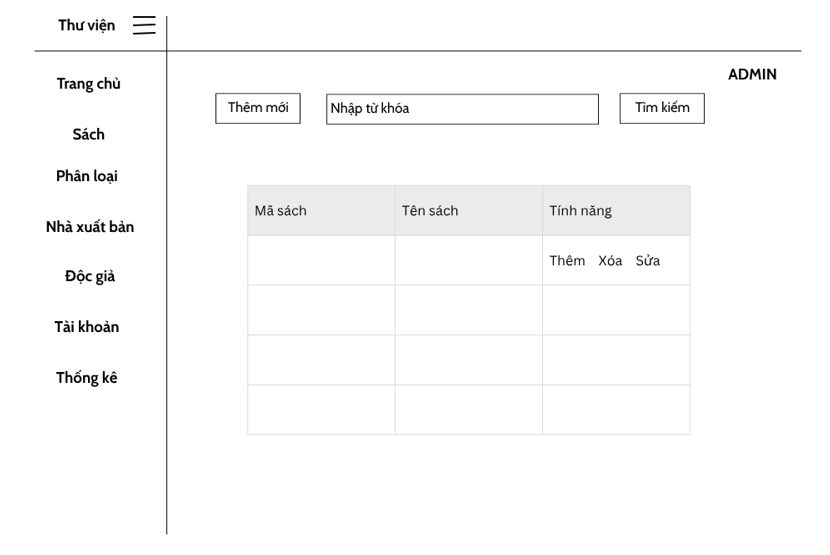 Thư viện
ADMIN
Trang chủ
Sách
Phân loại
Nhà xuất bản
Độc giả
Tài khoản
Thống kê
Thêm mới
Nhập từ khóa
Tìm kiếm
Mã sách Tên sách Tính năng
Thêm Xóa Sửa